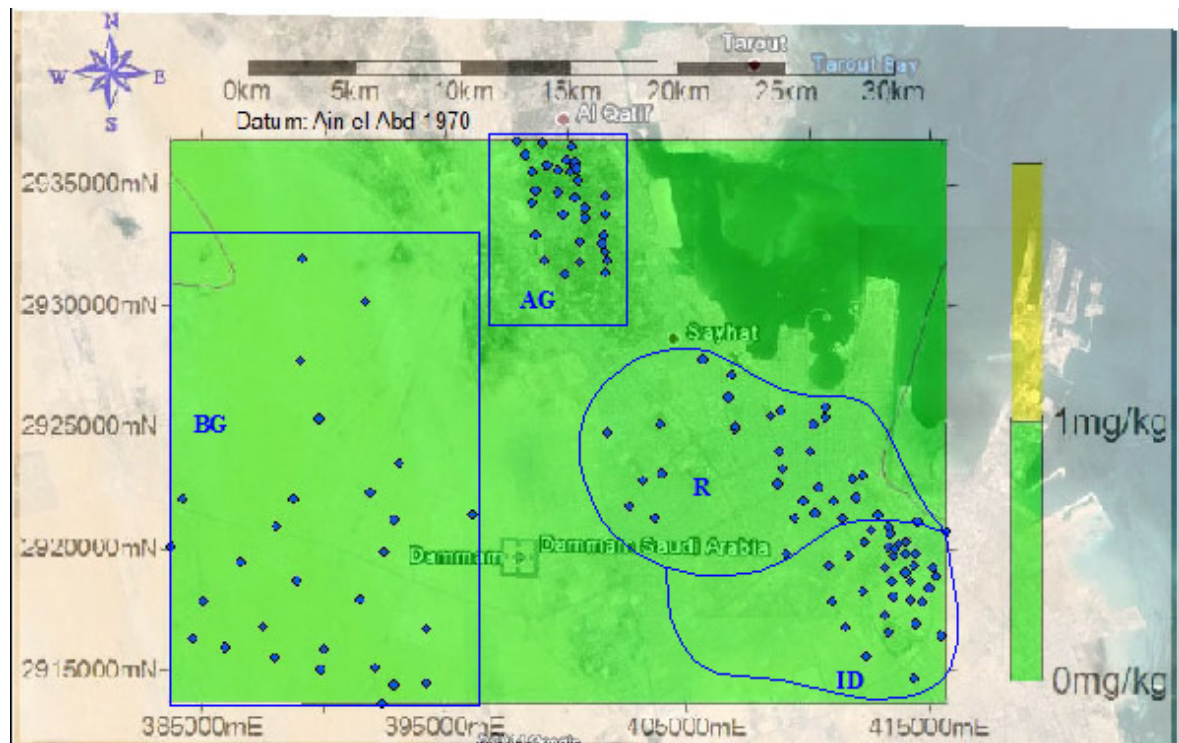 N
W E
S
Tarout
Tarout Bay
0km 5km 10km 15km 20km 25km 30km
Al Qatif
Datum: Ain el Abd 1970
2935000mN
2930000mN
2925000mN
2920000mN
2915000mN
AG
Sayhat
BG
R
Dammam
Dammam Saudi Arabia
ID
1mg/kg
0mg/kg
385000mE 395000mE 405000mE 415000mE